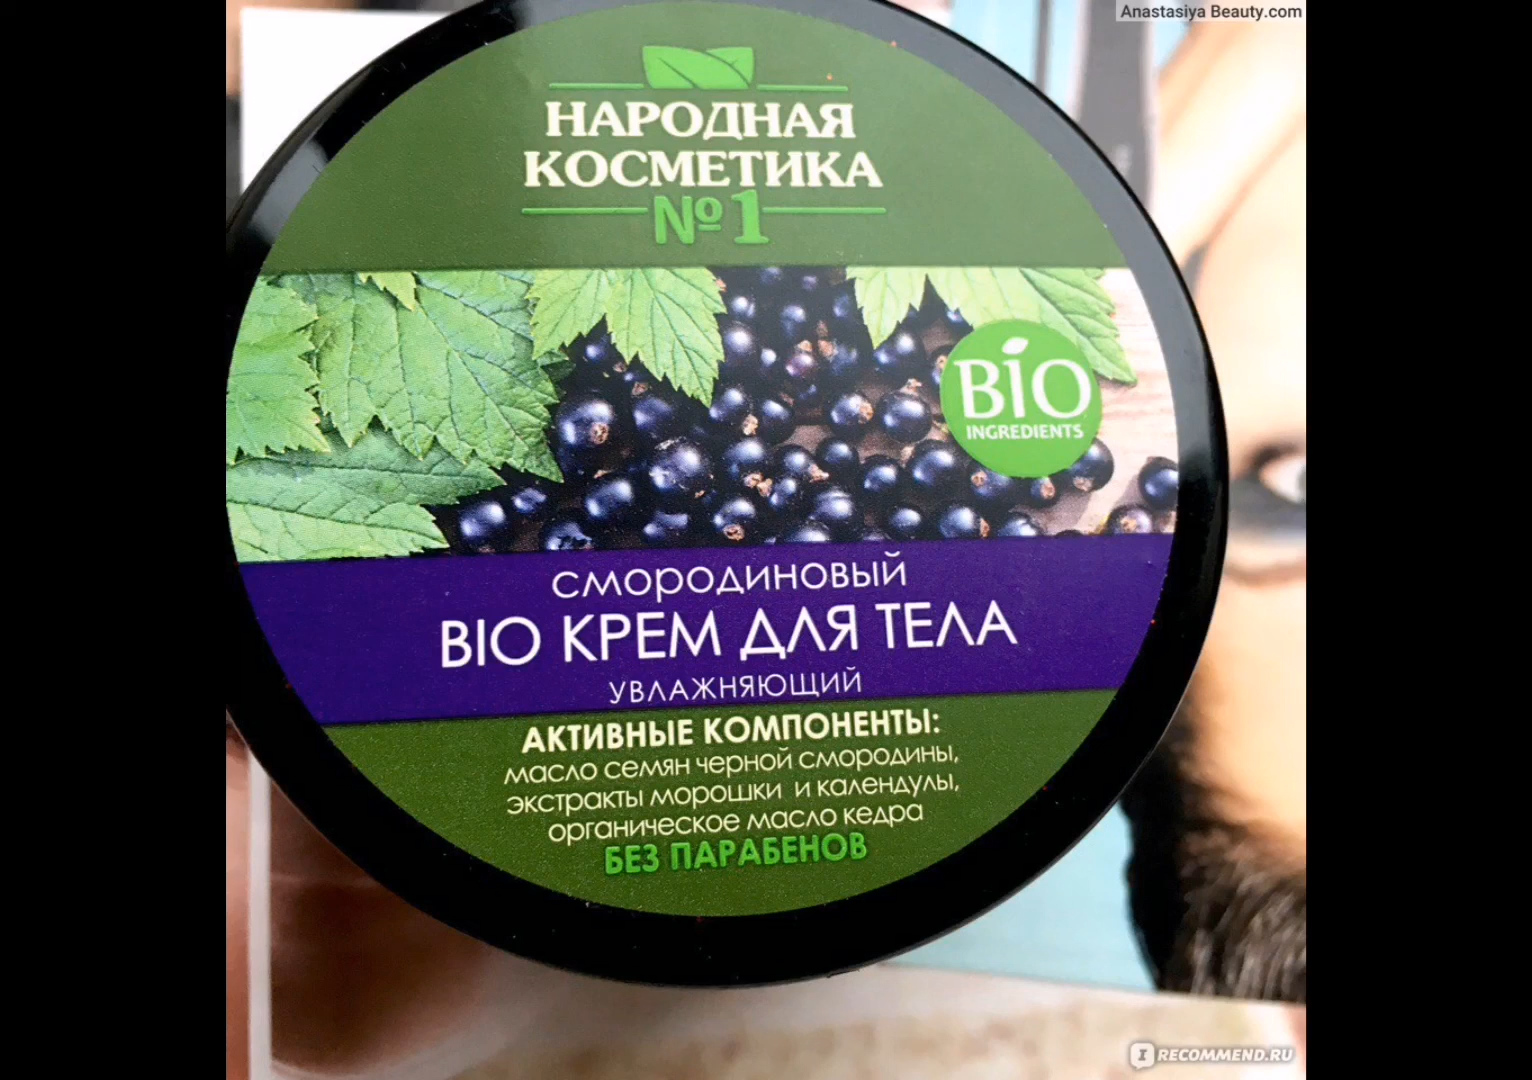 Anastasiya Beauty.com
НАРОДНАЯ
КОСМЕТИКА
№1
BIO
INGREDIENTS
СМОРОДИНОВЫЙ
BIO КРЕМ ДЛЯ ТЕЛА
УВЛАЖНЯЮЩИЙ
АКТИВНЫЕ КОМПОНЕНТЫ:
масло семян черной смородины,
экстракты морошки и календулы,
органическое масло кедра
БЕЗ ПАРАБЕНОВ
IRECOMMEND.RU